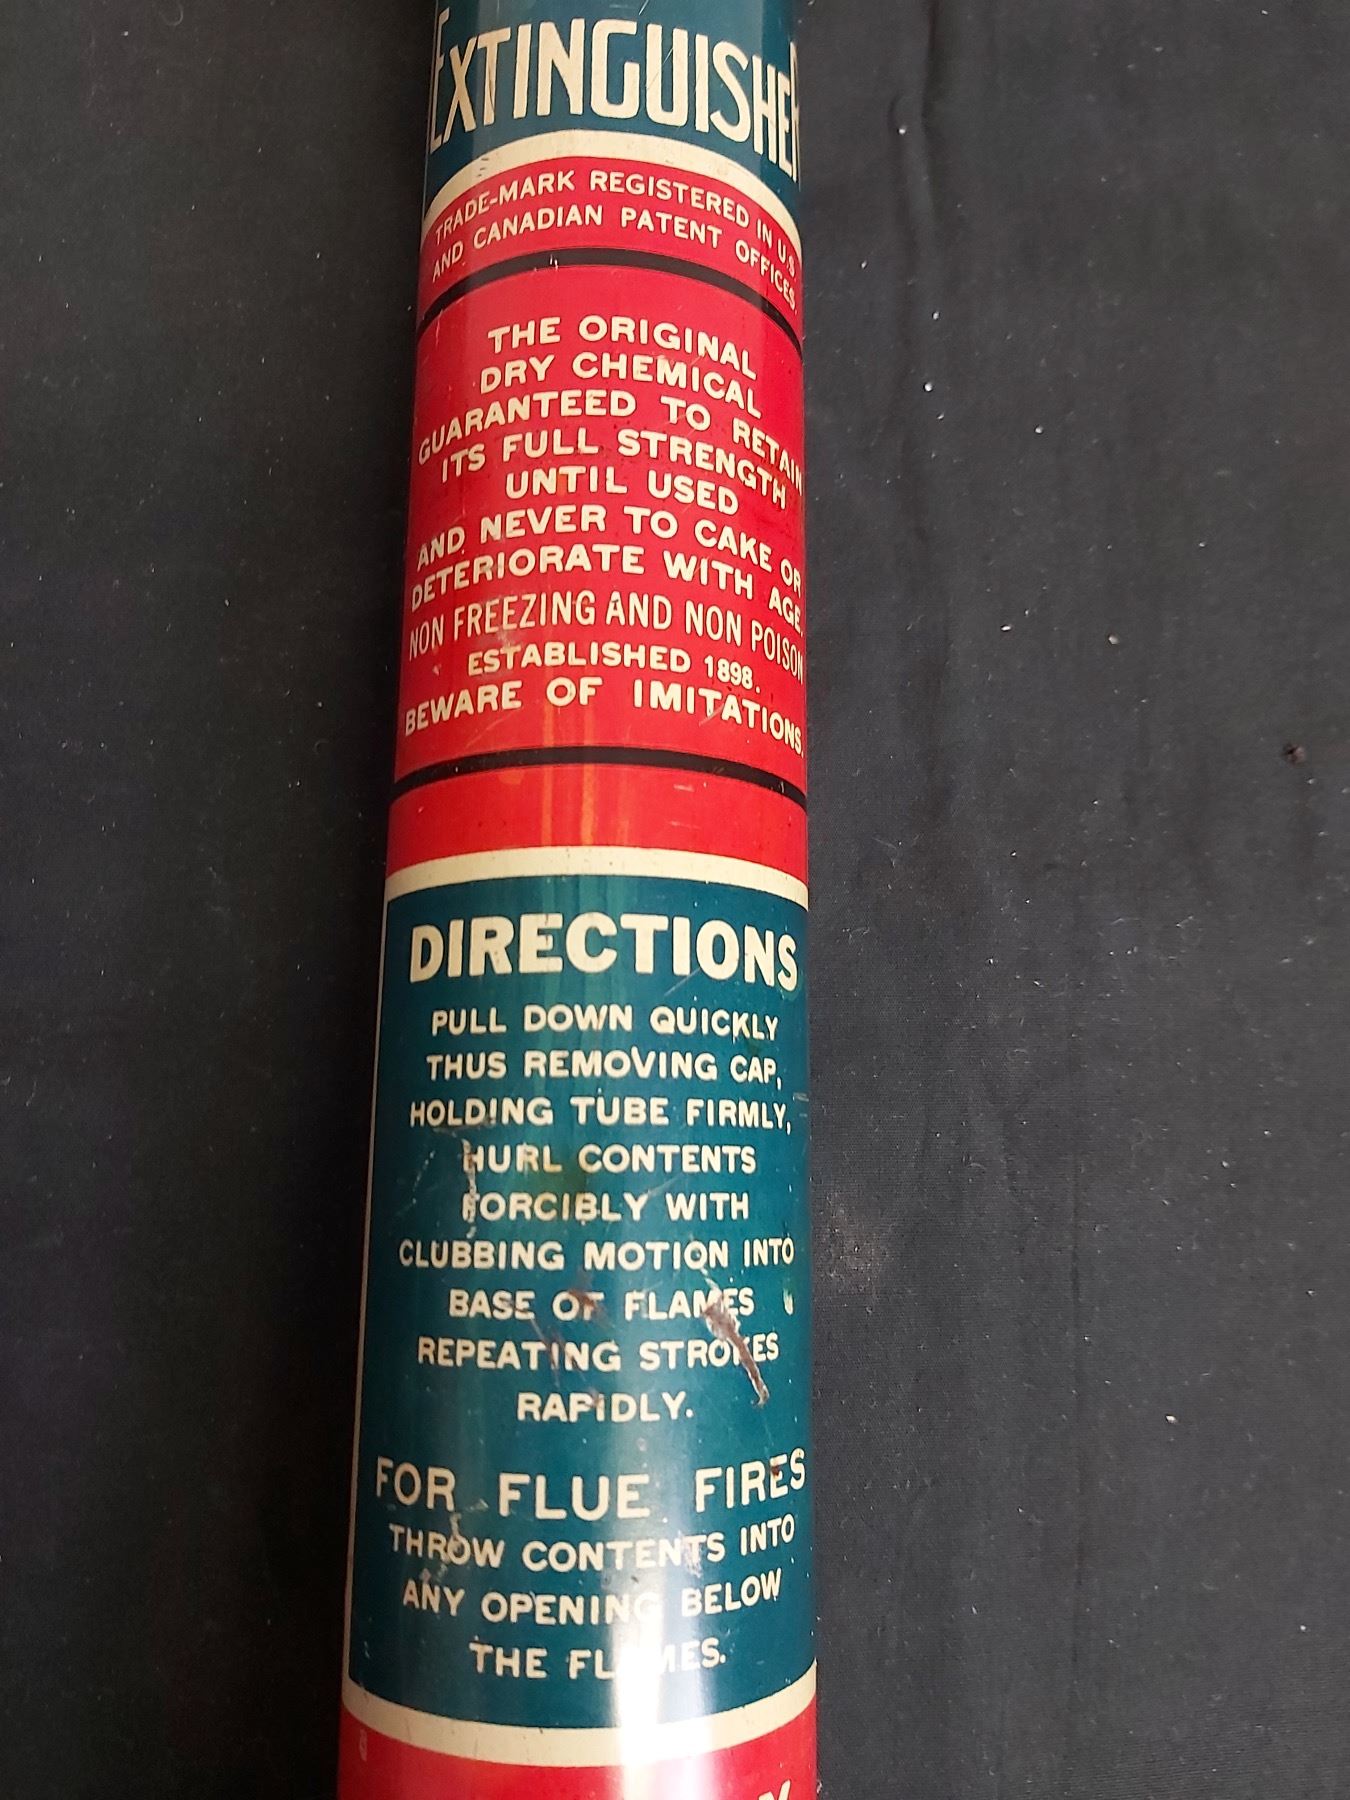 EXTINGUISHER
TRADE-MARK REGISTERED IN U.S.
AND CANADIAN PATENT OFFICES
THE ORIGINAL
DRY CHEMICAL
GUARANTEED TO RETAIN
ITS FULL STRENGTH
UNTIL USED
AND NEVER TO CAKE OR
DETERIORATE WITH AGE.
NON FREEZING AND NON POISON
ESTABLISHED 1898.
BEWARE OF IMITATIONS.
DIRECTIONS
PULL DOWN QUICKLY
THUS REMOVING CAP,
HOLDING TUBE FIRMLY,
HURL CONTENTS
FORCIBLY WITH
CLUBBING MOTION INTO
BASE OF FLAMES
REPEATING STROKES
RAPIDLY.
FOR FLUE FIRES
THROW CONTENTS INTO
ANY OPENING BELOW
THE FLAMES.